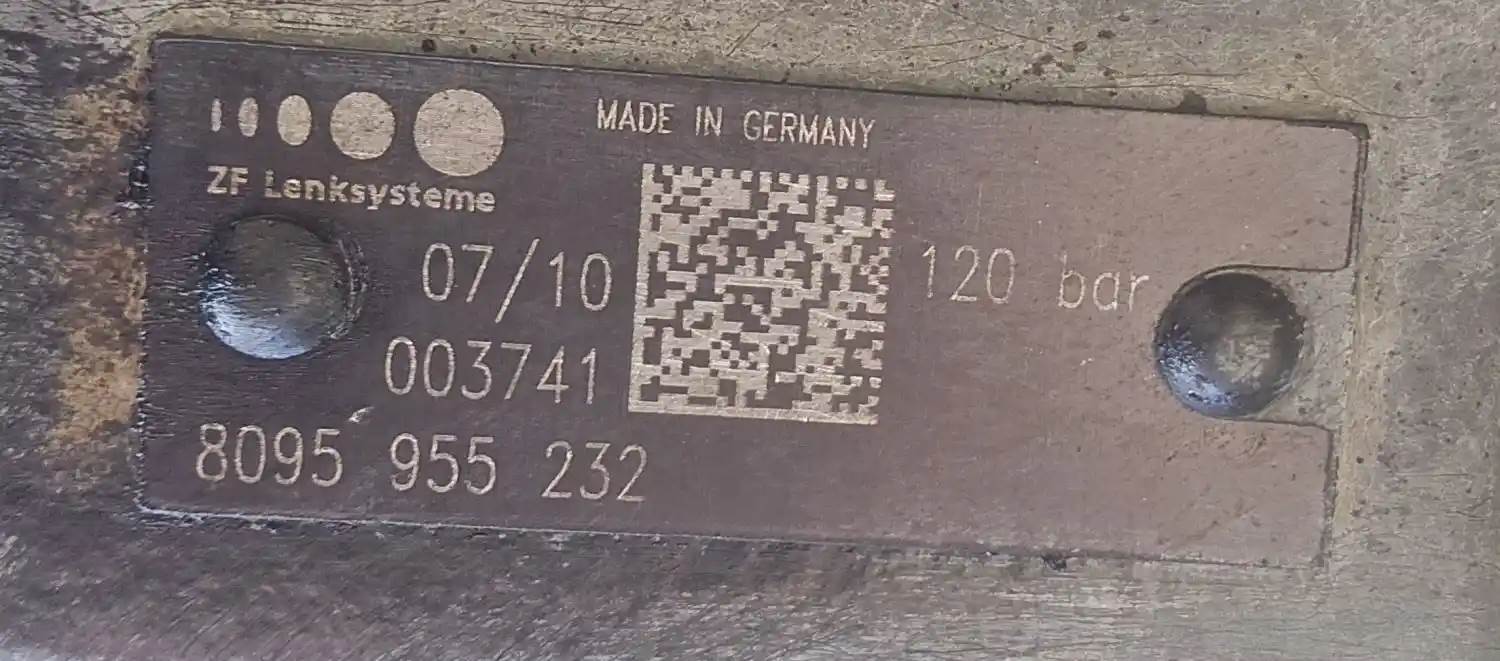 ZF Lenksysteme
MADE IN GERMANY
07/10
120 bar
003741
8095 955 232